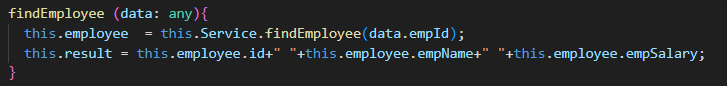 findEmployee (data: any){
  this.employee  = this.Service.findEmployee(data.empId);
  this.result = this.employee.id+" "+this.employee.empName+" "+this.employee.empSalary;
}